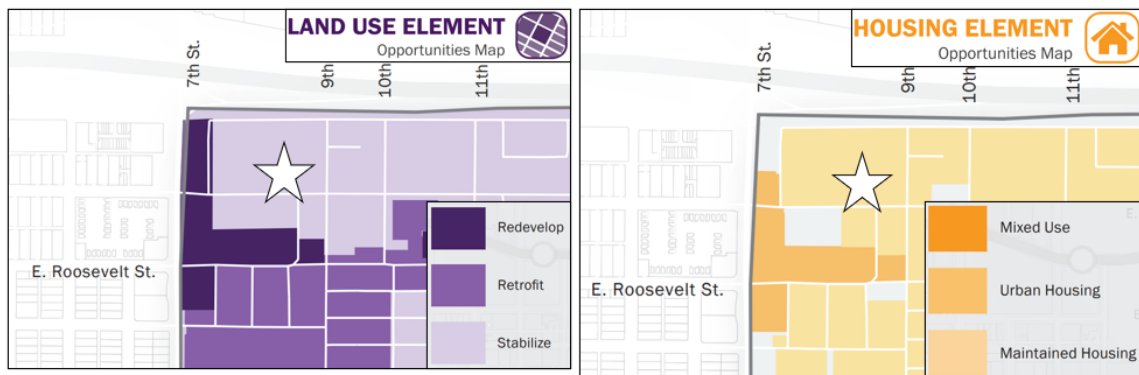 LAND USE ELEMENT
Opportunities Map
7th St.
9th
10th
11th
E. Roosevelt St.
Redevelop
Retrofit
Stabilize
HOUSING ELEMENT
Opportunities Map
7th St.
9th
10th
11th
E. Roosevelt St.
Mixed Use
Urban Housing
Maintained Housing